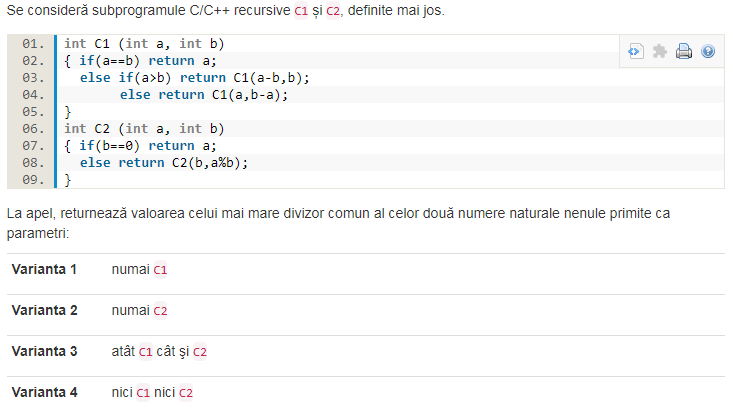 Se consideră subprogramule C/C++ recursive C1 și C2, definite mai jos.
01. int C1 (int a, int b)
02. { if(a==b) return a;
03. else if(a>b) return C1(a-b,b);
04. else return C1(a,b-a);
05. }
06. int C2 (int a, int b)
07. { if(b==0) return a;
08. else return C2(b,a%b);
09. }
La apel, returnează valoarea celui mai mare divizor comun al celor două numere naturale nenule primite ca
parametri:
Varianta 1 numai C1
Varianta 2 numai C2
Varianta 3 atât C1 cât şi C2
Varianta 4 nici C1 nici C2